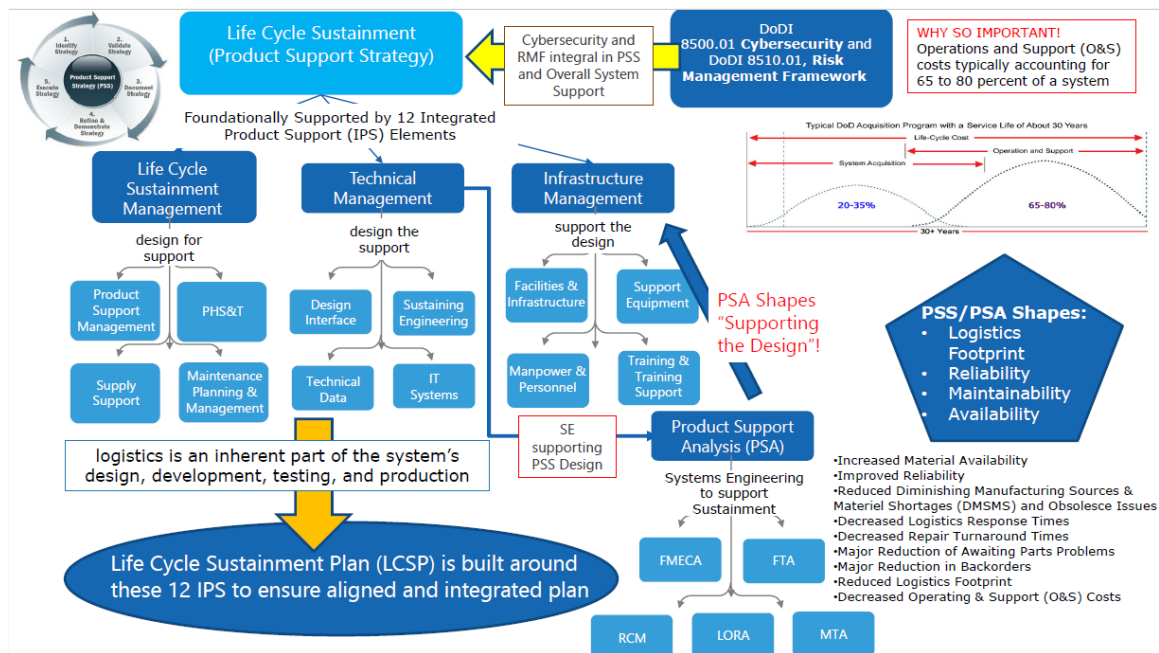 1.
Identify
Strategy
2.
Validate
Strategy
3.
Document
Strategy
4.
Refine &
Demonstrate
Strategy
5.
Execute
Strategy
Product Support
Strategy (PSS)
Life Cycle Sustainment
(Product Support Strategy)
Cybersecurity and
RMF integral in PSS
and Overall System
Support
DoDI
8500.01 Cybersecurity and
DoDI 8510.01, Risk
Management Framework
WHY SO IMPORTANT!
Operations and Support (O&S)
costs typically accounting for
65 to 80 percent of a system
Foundationally Supported by 12 Integrated
Product Support (IPS) Elements
Typical DoD Acquisition Program with a Service Life of About 30 Years
Life-Cycle Cost
Operation and Support
System Acquisition
20-35%
65-80%
30+ Years
Life Cycle
Sustainment
Management
design for
support
Product
Support
Management
PHS&T
Supply
Support
Maintenance
Planning &
Management
Technical
Management
design the
support
Design
Interface
Sustaining
Engineering
Technical
Data
IT
Systems
Infrastructure
Management
support the
design
Facilities &
Infrastructure
Support
Equipment
Manpower &
Personnel
Training &
Training
Support
PSA Shapes
“Supporting
the Design”!
PSS/PSA Shapes:
• Logistics
Footprint
• Reliability
• Maintainability
• Availability
logistics is an inherent part of the system’s
design, development, testing, and production
SE
supporting
PSS Design
Product Support
Analysis (PSA)
Systems Engineering
to support
Sustainment
FMECA
FTA
RCM
LORA
MTA
•Increased Material Availability
•Improved Reliability
•Reduced Diminishing Manufacturing Sources &
Materiel Shortages (DMSMS) and Obsolesce Issues
•Decreased Logistics Response Times
•Decreased Repair Turnaround Times
•Major Reduction of Awaiting Parts Problems
•Major Reduction in Backorders
•Reduced Logistics Footprint
•Decreased Operating & Support (O&S) Costs
Life Cycle Sustainment Plan (LCSP) is built around
these 12 IPS to ensure aligned and integrated plan